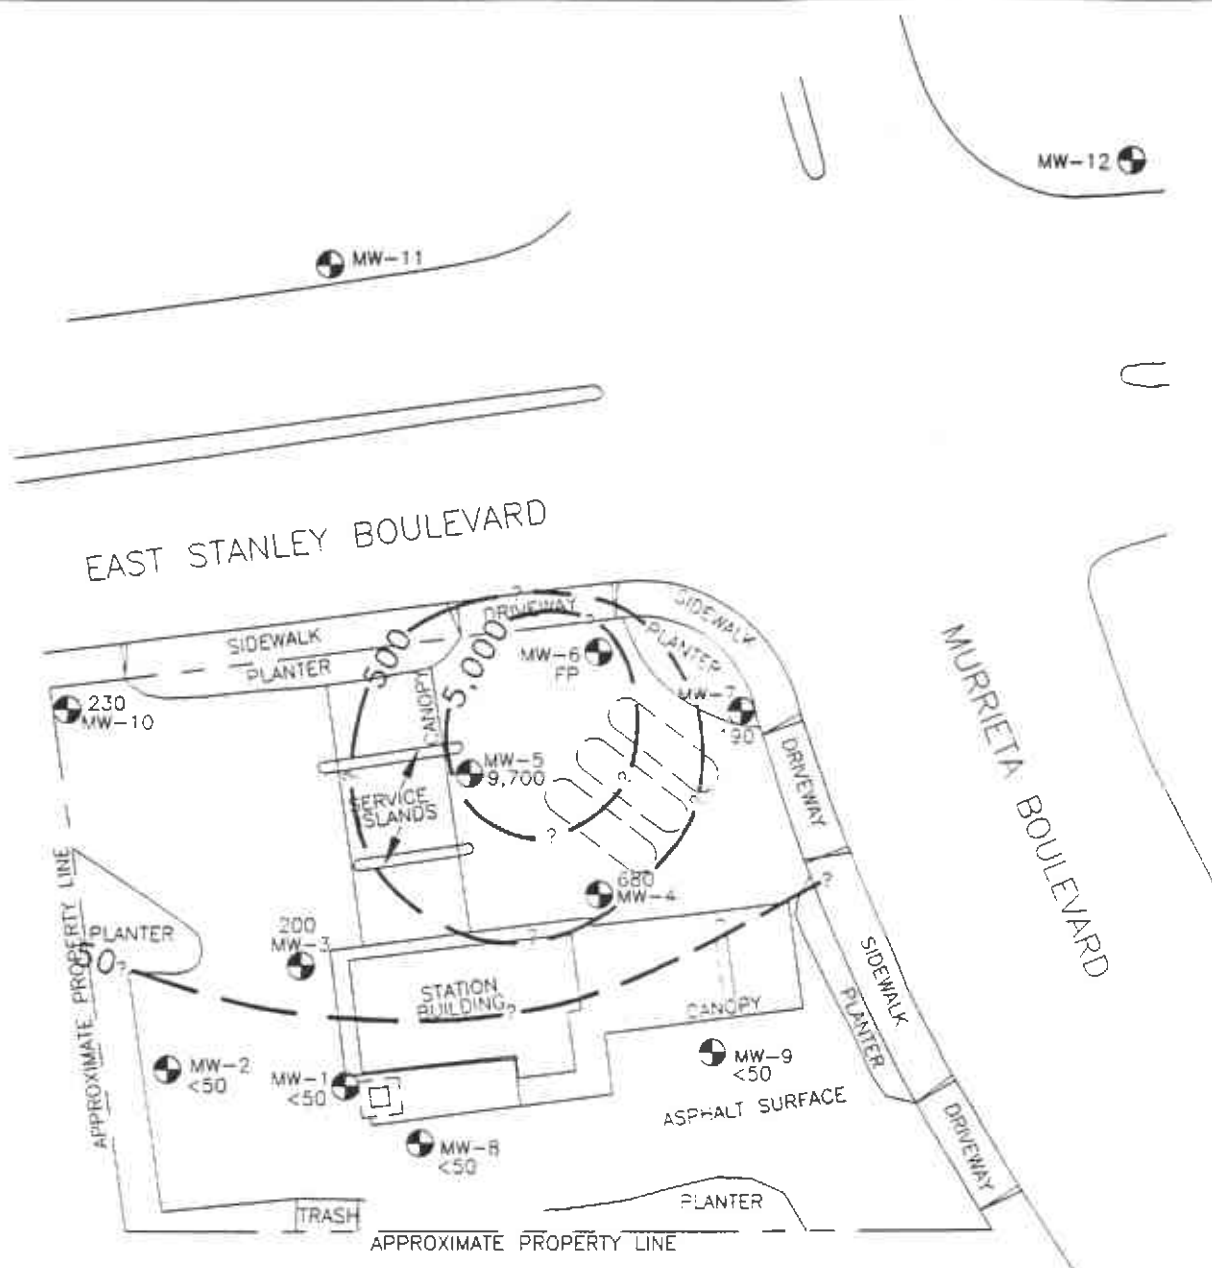 MW-12
MW-11
EAST STANLEY BOULEVARD
SIDEWALK
PLANTER
500
5,000
?
DRIVEWAY
?
SIDEWALK
PLANTER
MW-6
FP
230
MW-10
CANOPY
MW-7
190
MURRIETA BOULEVARD
MW-5
9,700
?
SERVICE
ISLANDS
?
?
?
DRIVEWAY
680
MW-4
?
APPROXIMATE PROPERTY LINE
PLANTER
50?
200
MW-3
?
STATION
BUILDING
?
CANOPY
SIDEWALK
PLANTER
MW-2
<50
MW-1
<50
MW-9
<50
ASPHALT SURFACE
MW-8
<50
DRIVEWAY
PLANTER
TRASH
APPROXIMATE PROPERTY LINE